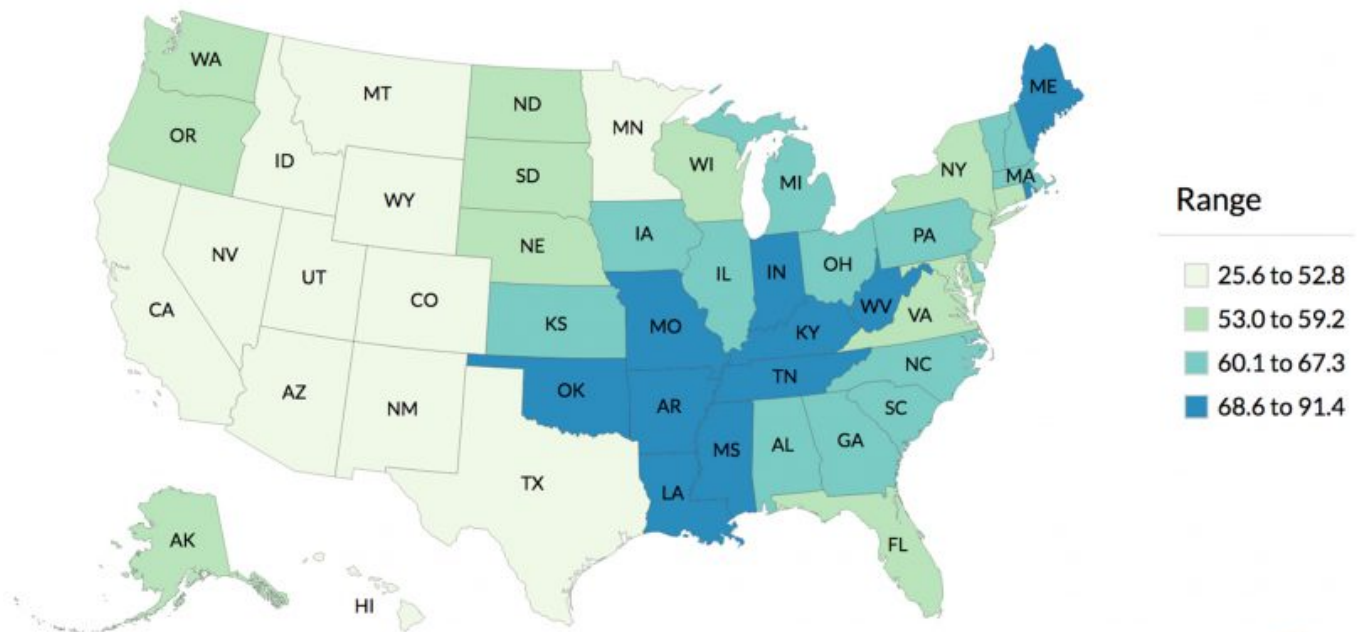 WA
MT
ND
MN
OR
ID
SD
WI
MI
NY
MA
ME
WY
NE
IA
PA
NV
UT
CO
IL
IN
OH
WV
VA
CA
KS
MO
KY
NC
TN
AZ
NM
OK
AR
SC
MS
AL
GA
TX
LA
FL
AK
HI
Range
25.6 to 52.8
53.0 to 59.2
60.1 to 67.3
68.6 to 91.4